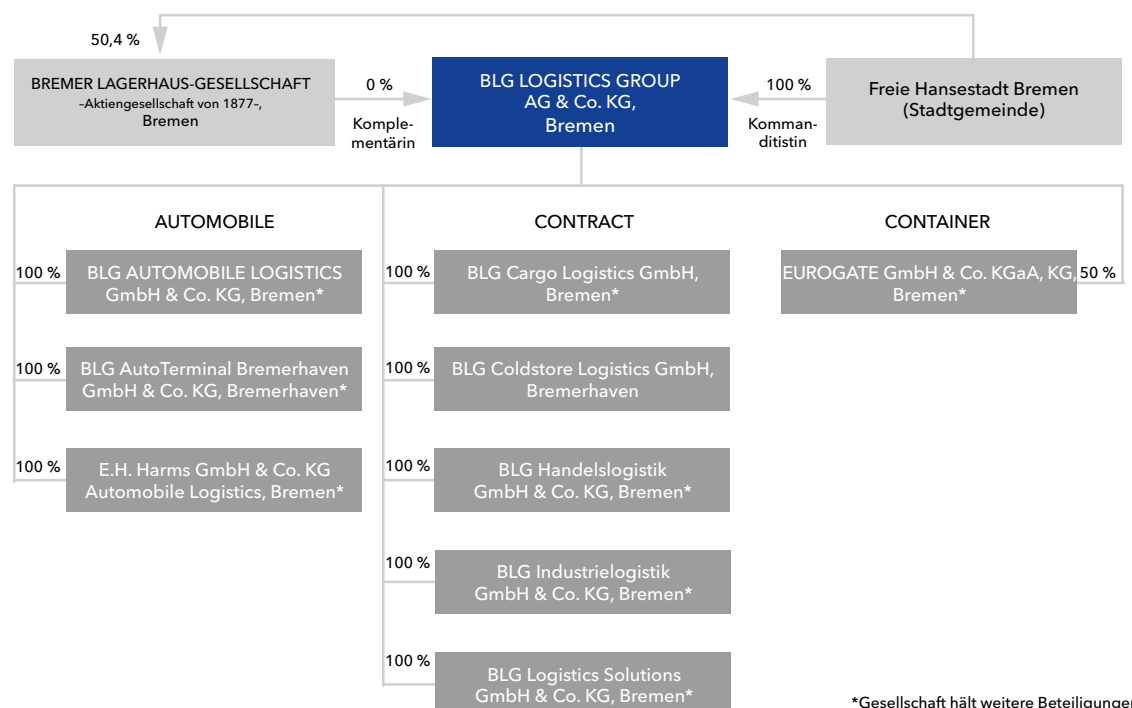 50,4 %
BREMER LAGERHAUS-GESELLSCHAFT
–Aktiengesellschaft von 1877–,
Bremen
0 %
Komple-
mentärin
BLG LOGISTICS GROUP
AG & Co. KG,
Bremen
100 %
Komman-
ditistin
Freie Hansestadt Bremen
(Stadtgemeinde)
AUTOMOBILE
100 %
BLG AUTOMOBILE LOGISTICS
GmbH & Co. KG, Bremen*
100 %
BLG AutoTerminal Bremerhaven
GmbH & Co. KG, Bremerhaven*
100 %
E.H. Harms GmbH & Co. KG
Automobile Logistics, Bremen*
CONTRACT
100 %
BLG Cargo Logistics GmbH,
Bremen*
100 %
BLG Coldstore Logistics GmbH,
Bremerhaven
100 %
BLG Handelslogistik
GmbH & Co. KG, Bremen*
100 %
BLG Industrielogistik
GmbH & Co. KG, Bremen*
100 %
BLG Logistics Solutions
GmbH & Co. KG, Bremen*
CONTAINER
EUROGATE GmbH & Co. KGaA, KG,
Bremen*
50 %
*Gesellschaft hält weitere Beteiligungen